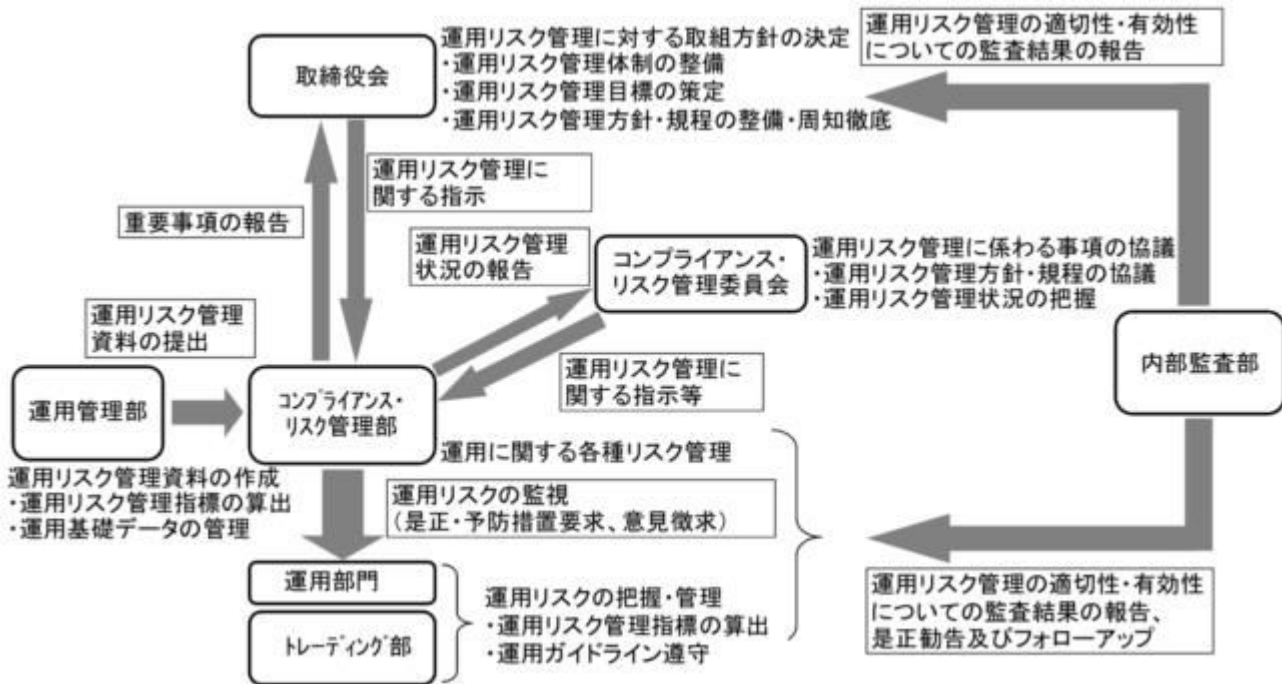 取締役会
運用リスク管理に対する取組方針の決定
・運用リスク管理体制の整備
・運用リスク管理目標の策定
・運用リスク管理方針・規程の整備・周知徹底
運用リスク管理の適切性・有効性
についての監査結果の報告
運用リスク管理に
関する指示
重要事項の報告
運用リスク管理
状況の報告
コンプライアンス・
リスク管理委員会
運用リスク管理に係わる事項の協議
・運用リスク管理方針・規程の協議
・運用リスク管理状況の把握
運用リスク管理
資料の提出
運用リスク管理に
関する指示等
内部監査部
運用管理部
コンプライアンス・
リスク管理部
運用に関する各種リスク管理
運用リスク管理資料の作成
・運用リスク管理指標の算出
・運用基礎データの管理
運用リスクの監視
(是正・予防措置要求、意見徴求)
運用部門
トレーディング部
運用リスクの把握・管理
・運用リスク管理指標の算出
・運用ガイドライン遵守
運用リスク管理の適切性・有効性
についての監査結果の報告、
是正勧告及びフォローアップ